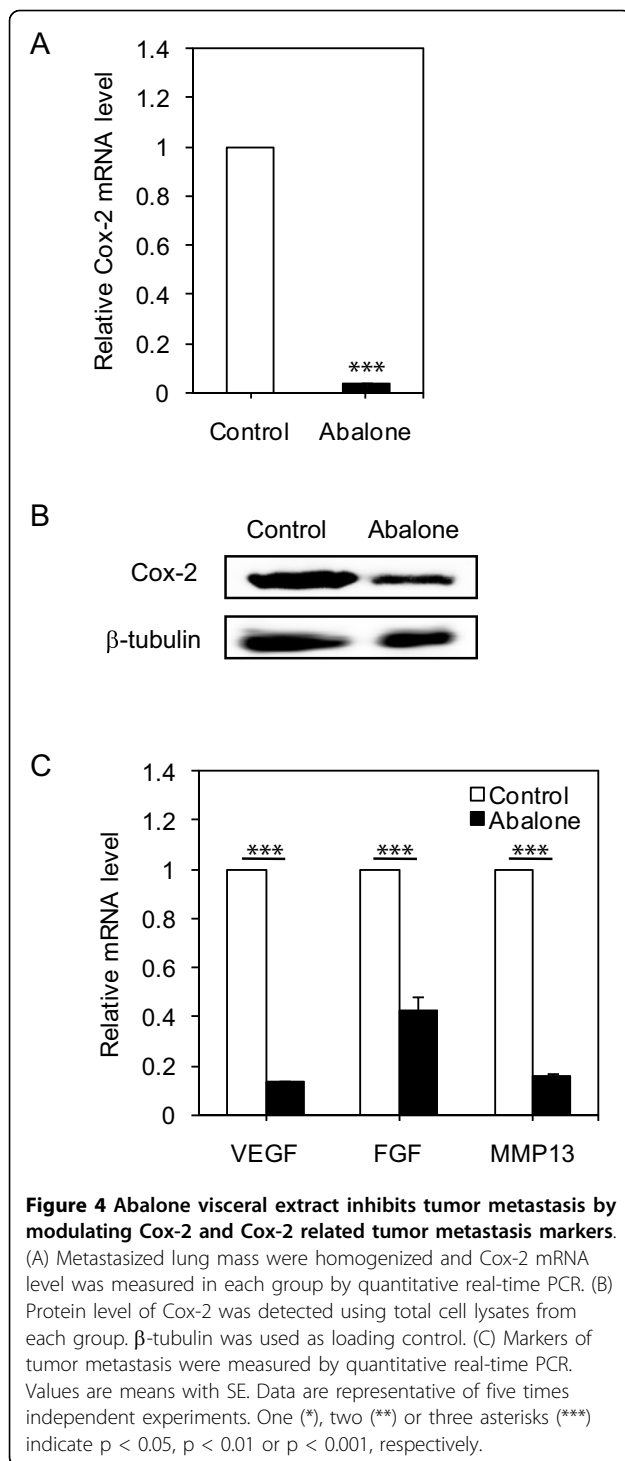 A
1.4
1.2
1
0.8
0.6
0.4
0.2
0
Relative Cox-2 mRNA level
***
Control Abalone
B
Control Abalone
Cox-2
β-tubulin
C
1.4
1.2
1
0.8
0.6
0.4
0.2
0
Relative mRNA level
Control
Abalone
*** *** ***
VEGF FGF MMP13
Figure 4 Abalone visceral extract inhibits tumor metastasis by
modulating Cox-2 and Cox-2 related tumor metastasis markers.
(A) Metastasized lung mass were homogenized and Cox-2 mRNA
level was measured in each group by quantitative real-time PCR. (B)
Protein level of Cox-2 was detected using total cell lysates from
each group. β-tubulin was used as loading control. (C) Markers of
tumor metastasis were measured by quantitative real-time PCR.
Values are means with SE. Data are representative of five times
independent experiments. One (*), two (**) or three asterisks (***)
indicate p < 0.05, p < 0.01 or p < 0.001, respectively.